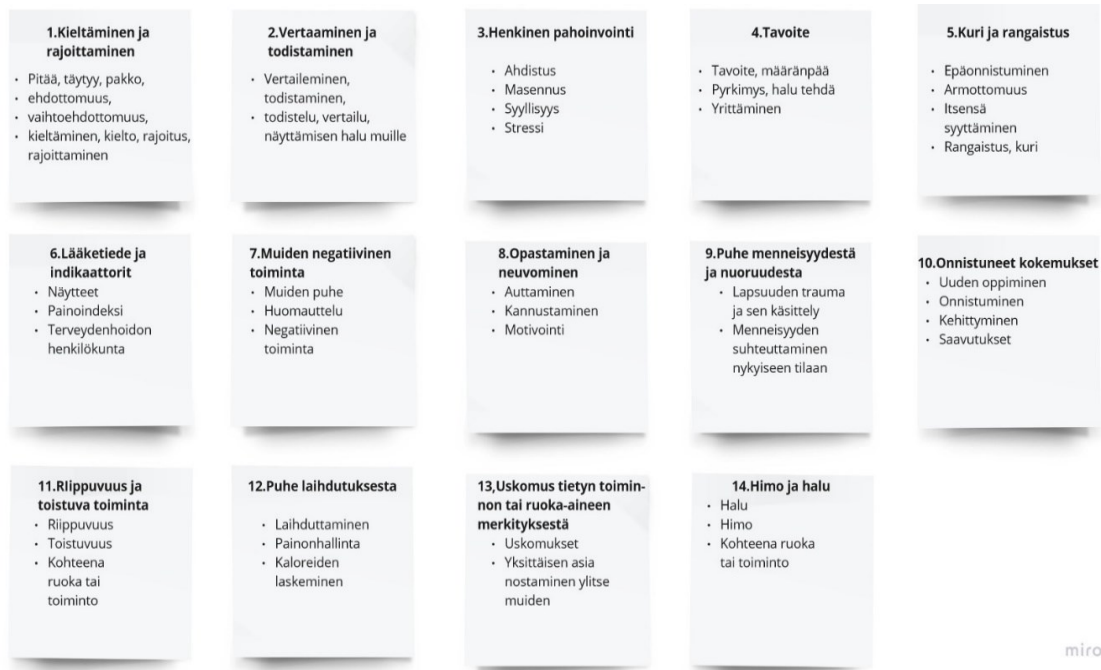 1.Kieltäminen ja
rajoittaminen
• Pitää, täytyy, pakko,
• ehdottomuus,
• vaihtoehdottomuus,
• kieltäminen, kielto, rajoitus,
rajoittaminen
2.Vertaaminen ja
todistaminen
• Vertaileminen,
todistaminen,
• todistelu, vertailu,
näyttämisen halu muille
3.Henkinen pahoinvointi
• Ahdistus
• Masennus
• Syyllisyys
• Stressi
4.Tavoite
• Tavoite, määränpää
• Pyrkimys, halu tehdä
• Yrittäminen
5.Kuri ja rangaistus
• Epäonnistuminen
• Armottomuus
• Itsensä
syyttäminen
• Rangaistus, kuri
6.Lääketiede ja
indikaattorit
• Näytteet
• Painoindeksi
• Terveydenhoidon
henkilökunta
7.Muiden negatiivinen
toiminta
• Muiden puhe
• Huomauttelu
• Negatiivinen
toiminta
8.Opastaminen ja
neuvominen
• Auttaminen
• Kannustaminen
• Motivointi
9.Puhe menneisyydestä
ja nuoruudesta
• Lapsuuden trauma
ja sen käsittely
• Menneisyyden
suhteuttaminen
nykyiseen tilaan
10.Onnistuneet kokemukset
• Uuden oppiminen
• Onnistuminen
• Kehittyminen
• Saavutukset
11.RIippuvuus ja
toistuva toiminta
• Riippuvuus
• Toistuvuus
• Kohteena
ruoka tai
toiminto
12.Puhe laihdutuksesta
• Laihduttaminen
• Painonhallinta
• Kaloreiden
laskeminen
13,Uskomus tietyn toimin-
non tai ruoka-aineen
merkityksestä
• Uskomukset
• Yksittäisen asia
nostaminen ylitse
muiden
14.Himo ja halu
• Halu
• Himo
• Kohteena ruoka
tai toiminto
miro